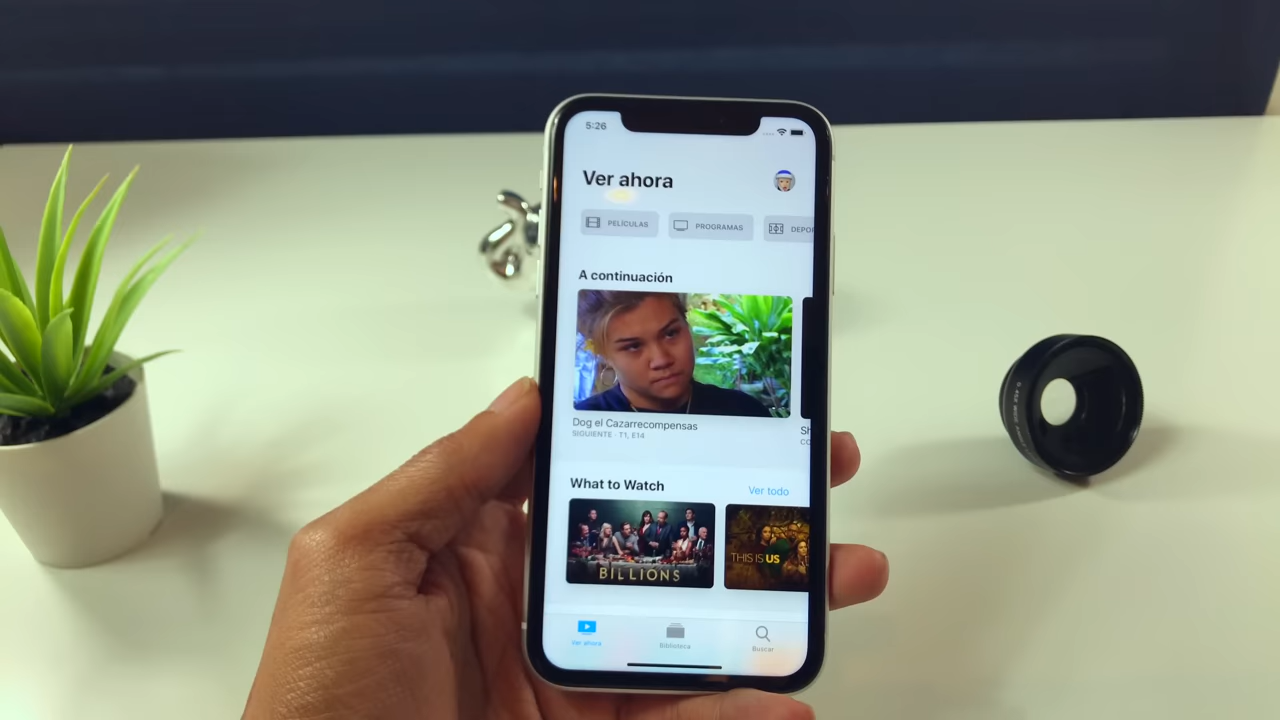 5:26
Ver ahora
PELÍCULAS
PROGRAMAS
DEPOR
A continuación
Dog el Cazarrecompensas
SIGUIENTE · T1, E14
What to Watch
Ver todo
BILLIONS
THIS IS US
Ver ahora
Biblioteca
Buscar